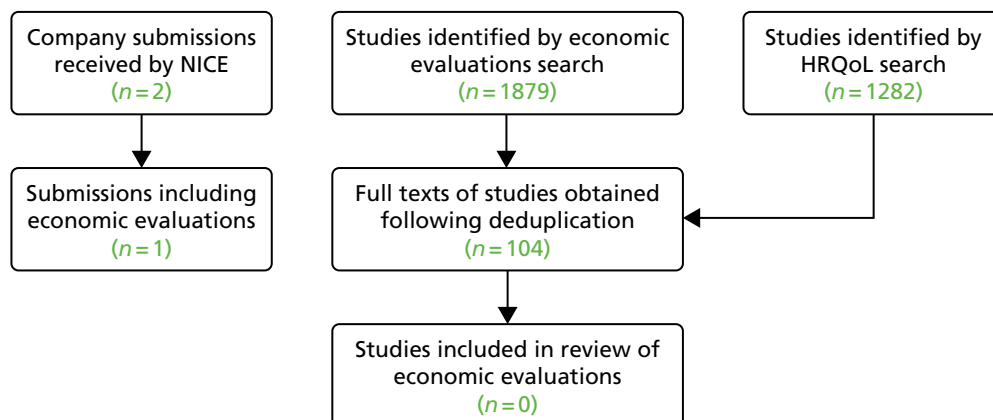 Company submissions
received by NICE
(n=2)
Studies identified by economic
evaluations search
(n=1879)
Studies identified by
HRQoL search
(n=1282)
Submissions including
economic evaluations
(n=1)
Full texts of studies obtained
following deduplication
(n=104)
Studies included in review of
economic evaluations
(n=0)